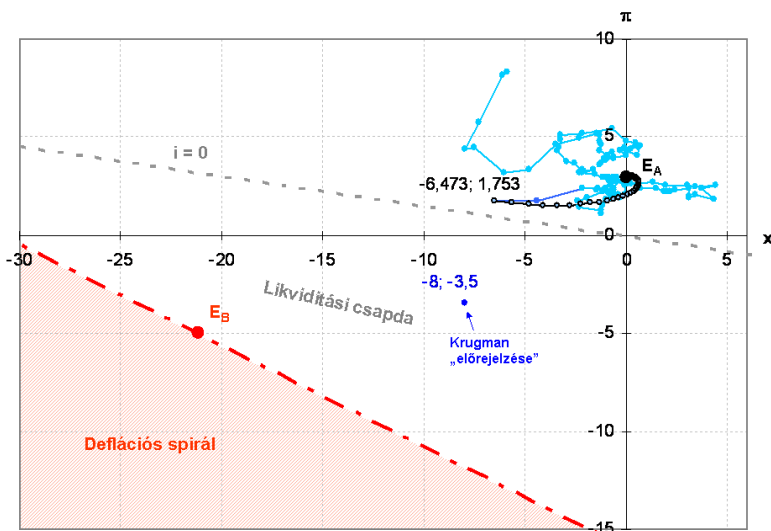 π
10
5
i = 0
E_A
-6,473; 1,753
0
x
-30
-25
-20
-15
-10
-5
0
5
-8; -3,5
Likviditási csapda
E_B
-5
Krugman
„előrejelzése”
Deflációs spirál
-10
-15